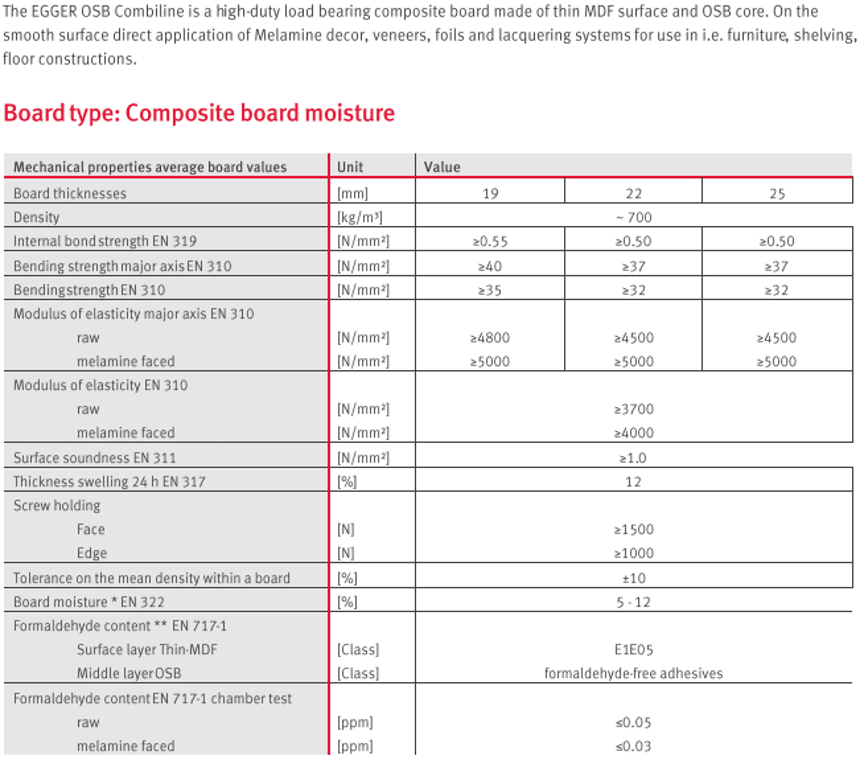 The EGGER OSB Combiline is a high-duty load bearing composite board made of thin MDF surface and OSB core. On the
smooth surface direct application of Melamine decor, veneers, foils and lacquering systems for use in i.e. furniture, shelving,
floor constructions.
Board type: Composite board moisture
Mechanical properties average board values Unit Value
Board thicknesses [mm] 19 22 25
Density [kg/m³] ~ 700
Internal bond strength EN 319 [N/mm²] ≥0.55 ≥0.50 ≥0.50
Bending strength major axis EN 310 [N/mm²] ≥40 ≥37 ≥37
Bending strength EN 310 [N/mm²] ≥35 ≥32 ≥32
Modulus of elasticity major axis EN 310
raw [N/mm²] ≥4800 ≥4500 ≥4500
melamine faced [N/mm²] ≥5000 ≥5000 ≥5000
Modulus of elasticity EN 310
raw [N/mm²] ≥3700
melamine faced [N/mm²] ≥4000
Surface soundness EN 311 [N/mm²] ≥1.0
Thickness swelling 24 h EN 317 [%] 12
Screw holding
Face [N] ≥1500
Edge [N] ≥1000
Tolerance on the mean density within a board [%] ±10
Board moisture * EN 322 [%] 5 - 12
Formaldehyde content ** EN 717-1
Surface layer Thin-MDF [Class] E1E05
Middle layer OSB [Class] formaldehyde-free adhesives
Formaldehyde content EN 717-1 chamber test
raw [ppm] ≤0.05
melamine faced [ppm] ≤0.03